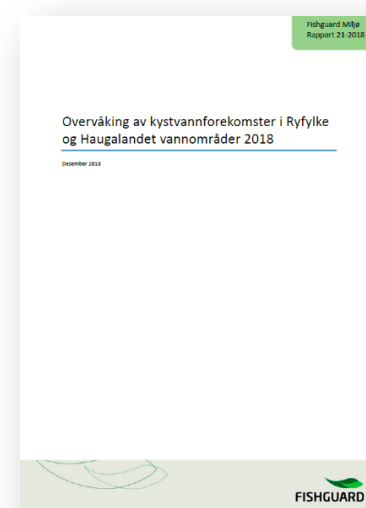 Fishguard Miljø
Rapport 21-2018
Overvåking av kystvannforekomster i Ryfylke
og Haugalandet vannområder 2018
Desember 2018
FISHGUARD